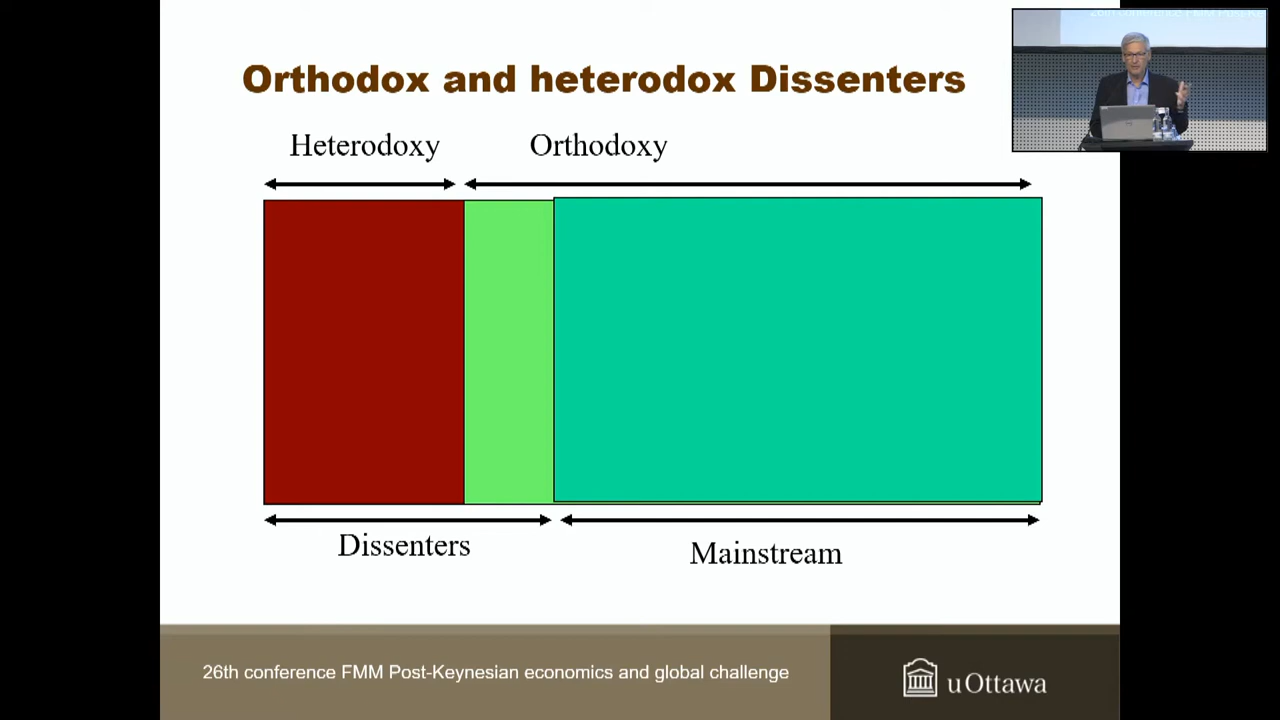 Orthodox and heterodox Dissenters
Heterodoxy
Orthodoxy
Dissenters
Mainstream
26th conference FMM Post-Keynesian economics and global challenge
uOttawa